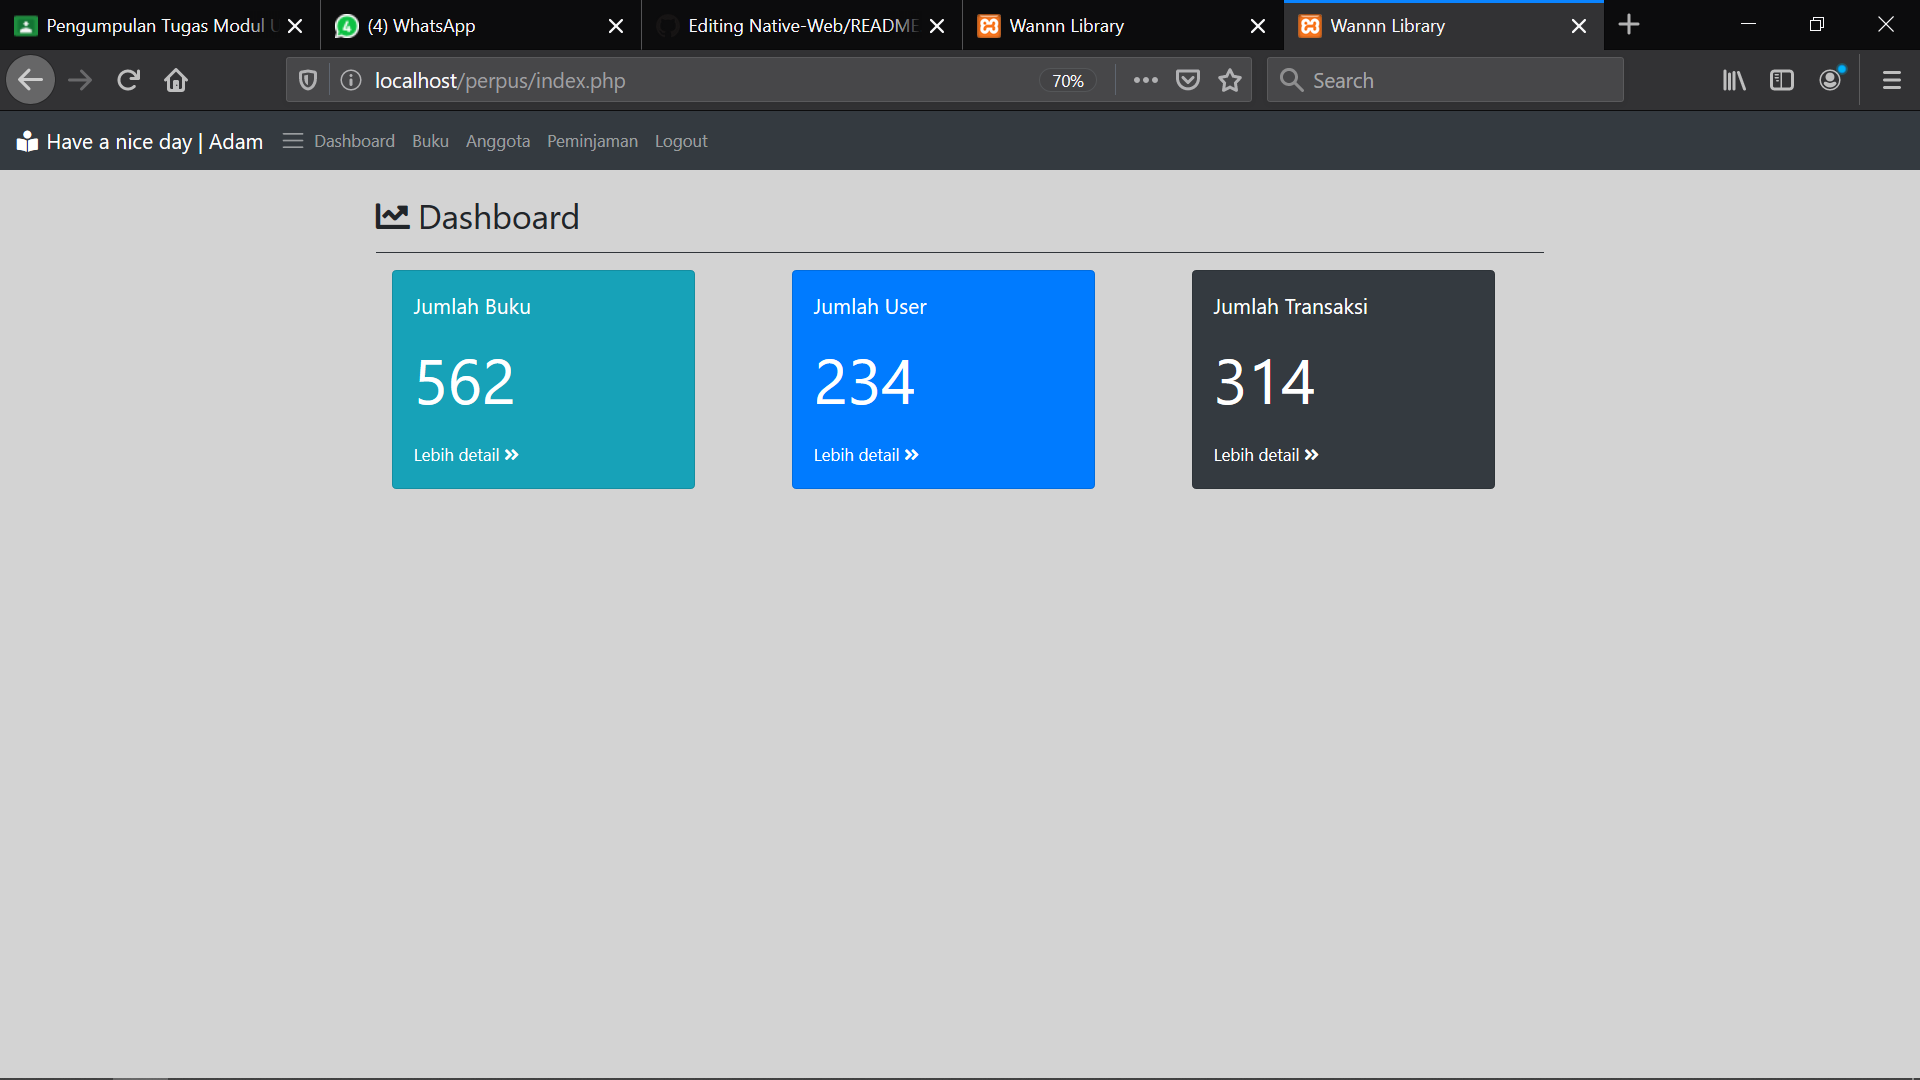 Pengumpulan Tugas Modul
(4) WhatsApp
Editing Native-Web/README
Wannn Library
Wannn Library
localhost/perpus/index.php
70%
Search
Have a nice day | Adam
Dashboard
Buku
Anggota
Peminjaman
Logout
Dashboard
Jumlah Buku
562
Lebih detail
Jumlah User
234
Lebih detail
Jumlah Transaksi
314
Lebih detail